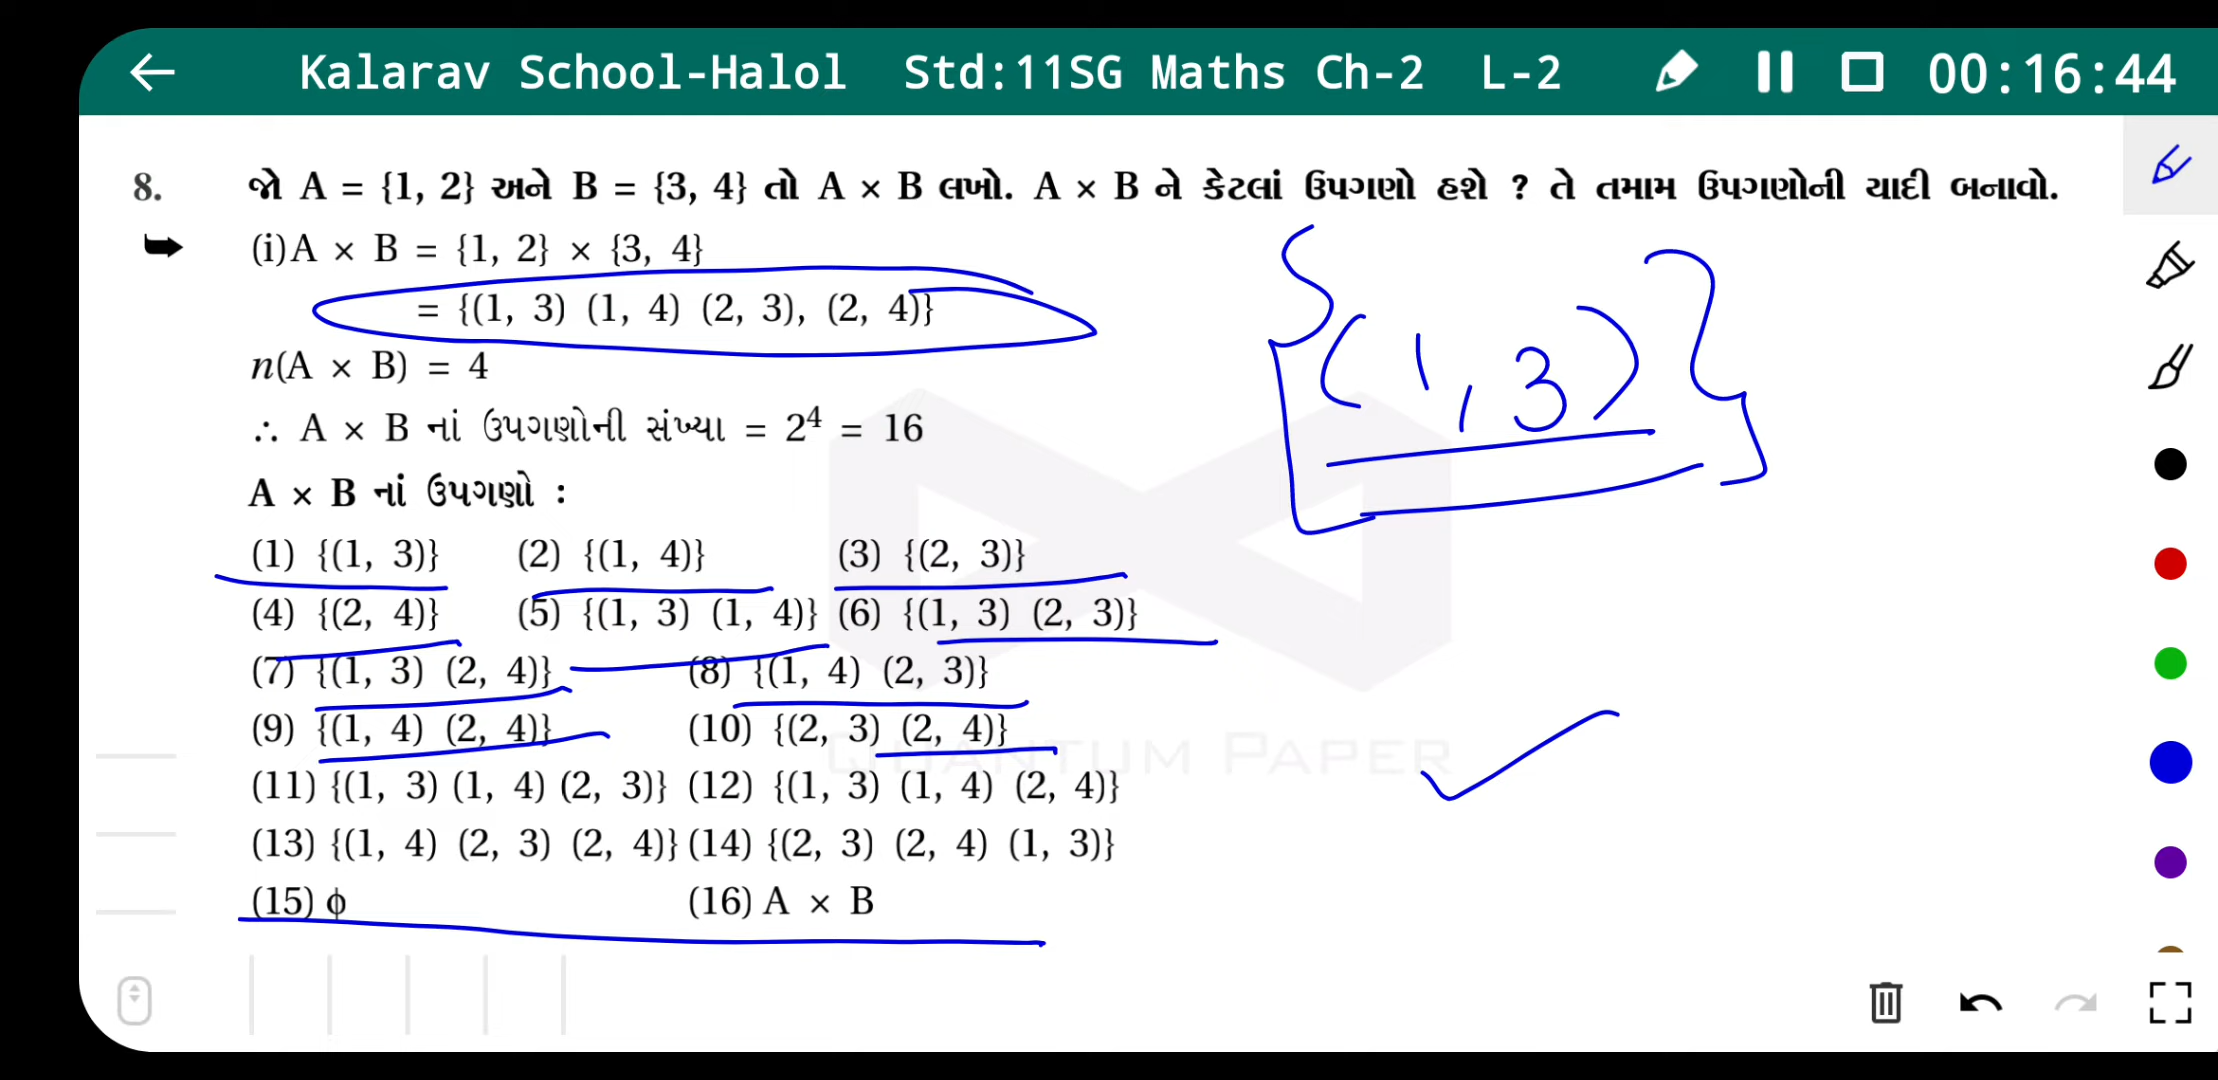 Kalarav School-Halol Std:11SG Maths Ch-2 L-2 00:16:44
8. જો A = {1, 2} અને B = {3, 4} તો A × B લખો. A × B ને કેટલાં ઉપગણો હશે ? તે તમામ ઉપગણોની યાદી બનાવો.
(i) A × B = {1, 2} × {3, 4}
= {(1, 3) (1, 4) (2, 3), (2, 4)}
{(1, 3)}
n(A × B) = 4
∴ A × B નાં ઉપગણોની સંખ્યા = 2⁴ = 16
A × B નાં ઉપગણો :
(1) {(1, 3)} (2) {(1, 4)} (3) {(2, 3)}
(4) {(2, 4)} (5) {(1, 3) (1, 4)} (6) {(1, 3) (2, 3)}
(7) {(1, 3) (2, 4)} (8) {(1, 4) (2, 3)}
(9) {(1, 4) (2, 4)} (10) {(2, 3) (2, 4)}
QUANTUM PAPER
(11) {(1, 3) (1, 4) (2, 3)} (12) {(1, 3) (1, 4) (2, 4)}
(13) {(1, 4) (2, 3) (2, 4)} (14) {(2, 3) (2, 4) (1, 3)}
(15) ϕ (16) A × B